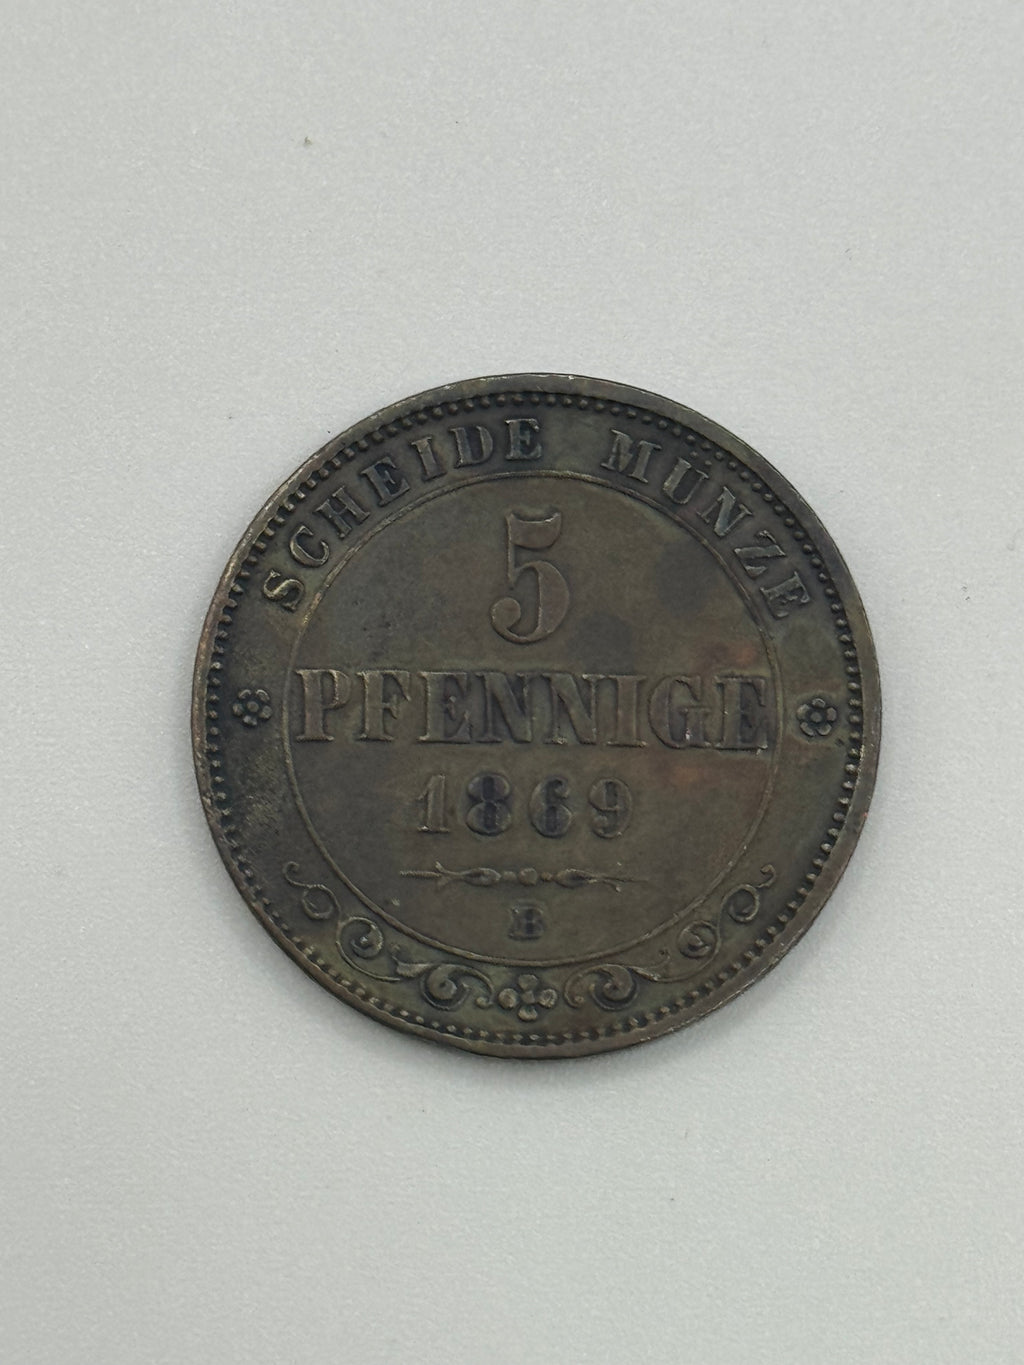 SCHEIDE MÜNZE
5
PFENNIGE
1869
B